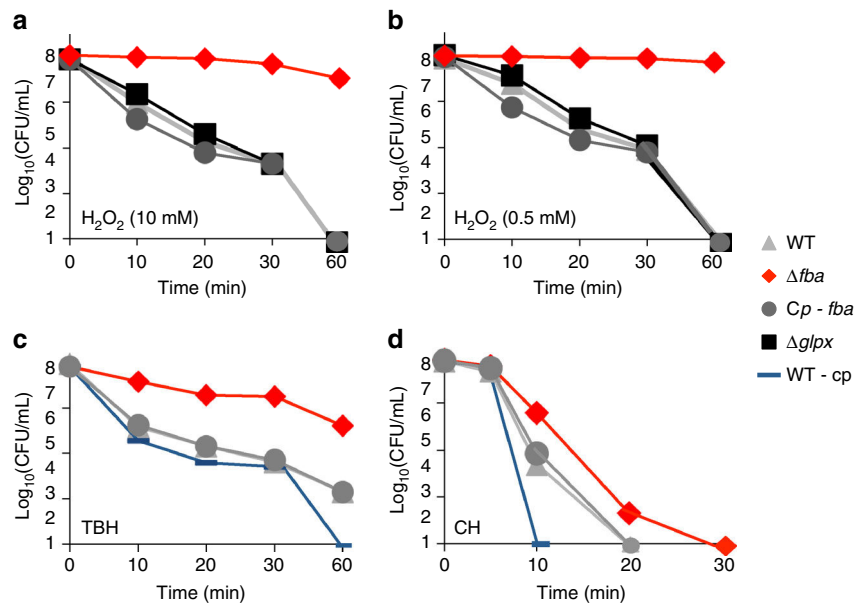 a
Log₁₀(CFU/mL)
8
7
6
5
4
3
2
1
H₂O₂ (10 mM)
0 10 20 30 60
Time (min)
b
Log₁₀(CFU/mL)
8
7
6
5
4
3
2
1
H₂O₂ (0.5 mM)
0 10 20 30 60
Time (min)
WT
Δfba
Cp - fba
Δglpx
WT - cp
c
Log₁₀(CFU/mL)
8
7
6
5
4
3
2
1
TBH
0 10 20 30 60
Time (min)
d
Log₁₀(CFU/mL)
8
7
6
5
4
3
2
1
CH
0 5 10 20 30
Time (min)